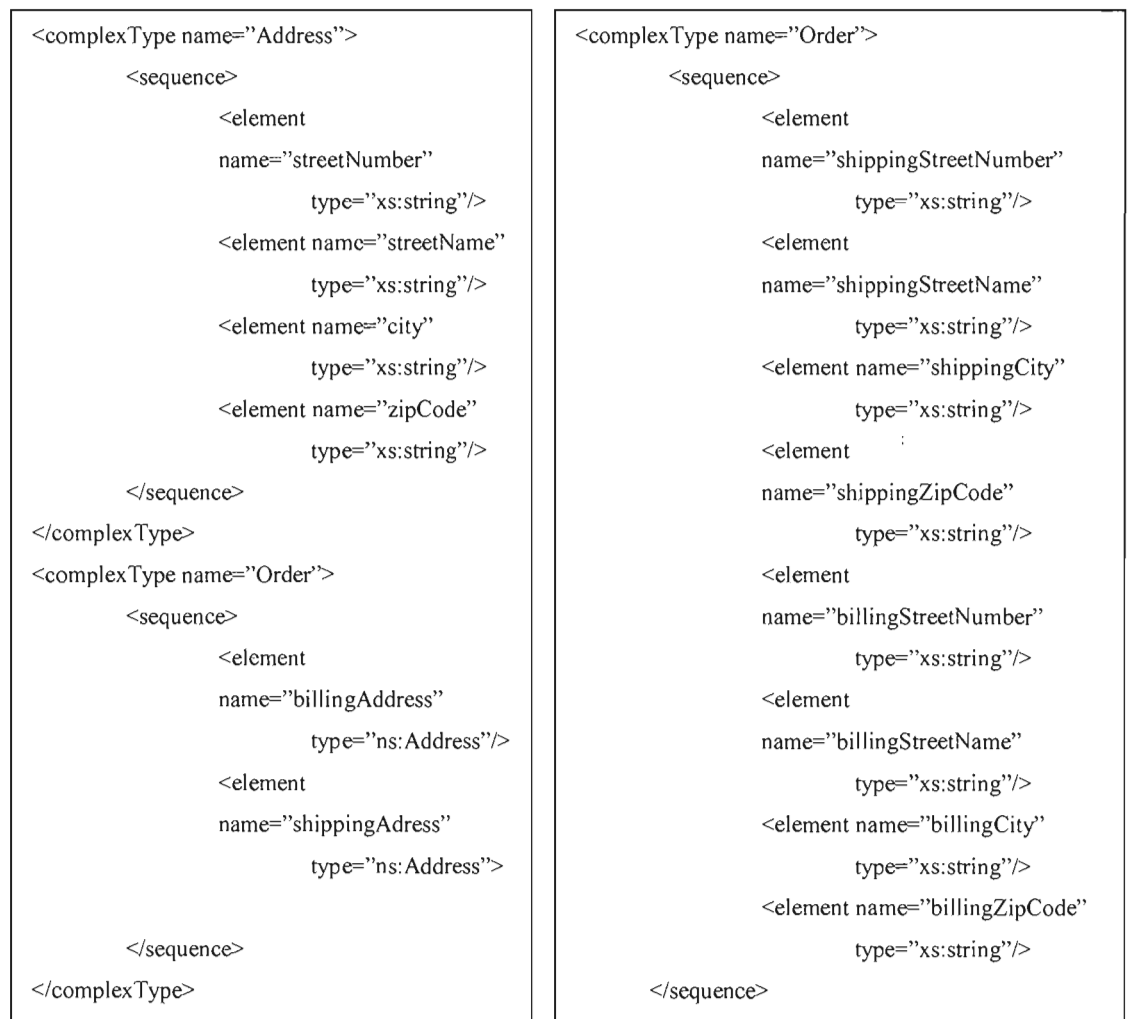 <complexType name=”Address”>
<sequence>
<element
name=”streetNumber”
type=”xs:string”/>
<element name=”streetName”
type=”xs:string”/>
<element name=”city”
type=”xs:string”/>
<element name=”zipCode”
type=”xs:string”/>
</sequence>
</complexType>
<complexType name=”Order”>
<sequence>
<element
name=”billingAddress”
type=”ns:Address”/>
<element
name=”shippingAdress”
type=”ns:Address”>
</sequence>
</complexType>
<complexType name=”Order”>
<sequence>
<element
name=”shippingStreetNumber”
type=”xs:string”/>
<element
name=”shippingStreetName”
type=”xs:string”/>
<element name=”shippingCity”
type=”xs:string”/>
<element
name=”shippingZipCode”
type=”xs:string”/>
<element
name=”billingStreetNumber”
type=”xs:string”/>
<element
name=”billingStreetName”
type=”xs:string”/>
<element name=”billingCity”
type=”xs:string”/>
<element name=”billingZipCode”
type=”xs:string”/>
</sequence>